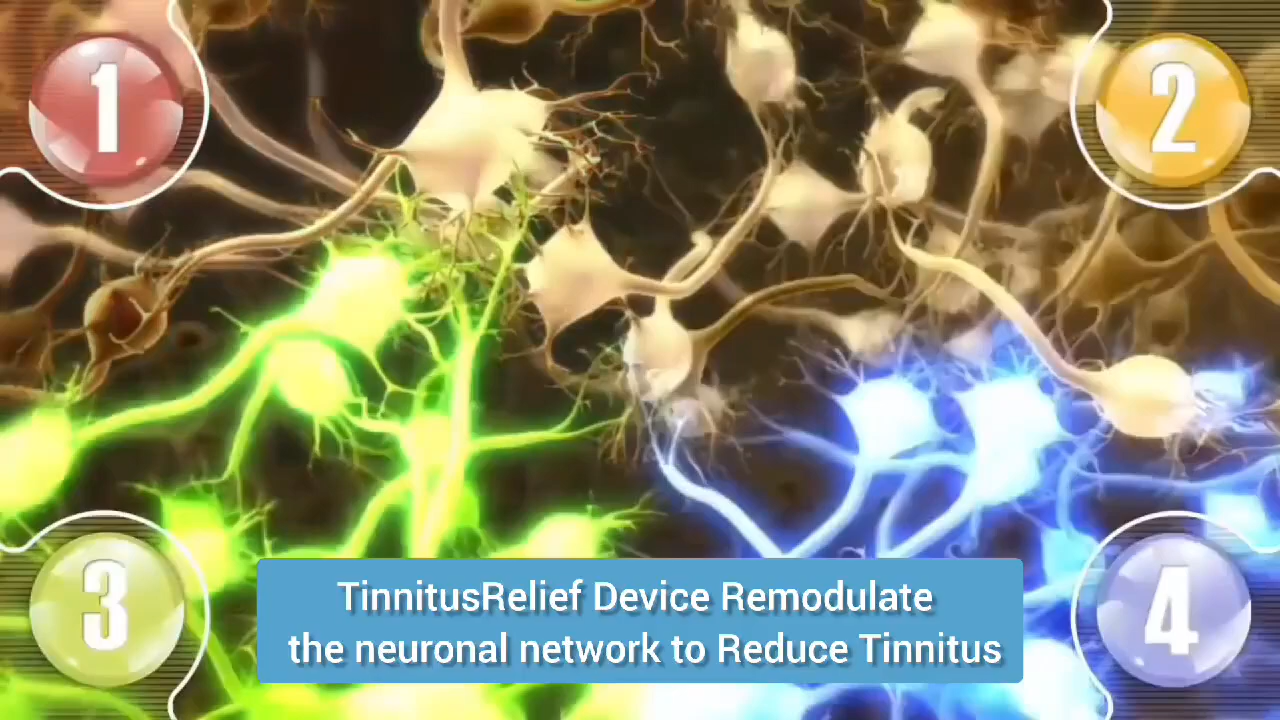 1
2
3
4
TinnitusRelief Device Remodulate
the neuronal network to Reduce Tinnitus